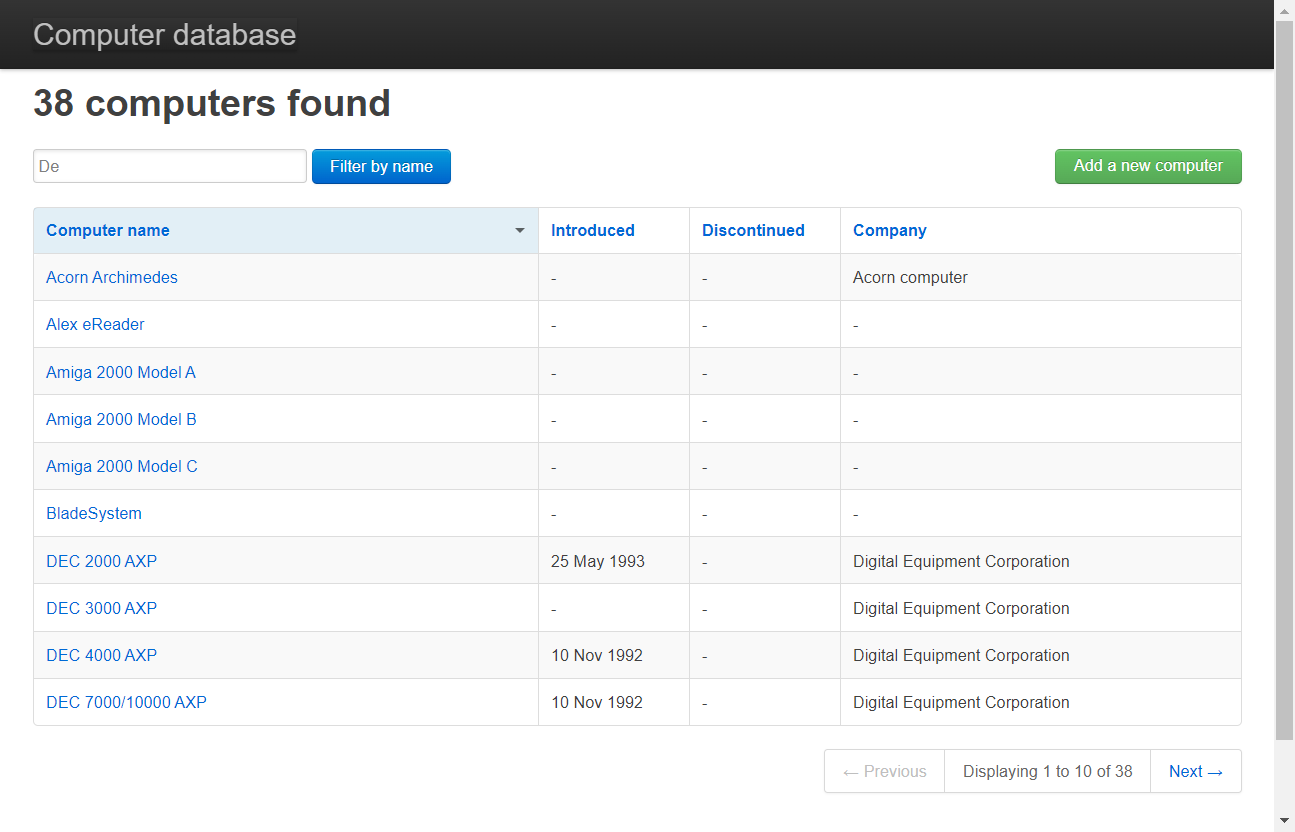 Computer database
38 computers found
De Filter by name Add a new computer
Computer name Introduced Discontinued Company
Acorn Archimedes - - Acorn computer
Alex eReader - - -
Amiga 2000 Model A - - -
Amiga 2000 Model B - - -
Amiga 2000 Model C - - -
BladeSystem - - -
DEC 2000 AXP 25 May 1993 - Digital Equipment Corporation
DEC 3000 AXP - - Digital Equipment Corporation
DEC 4000 AXP 10 Nov 1992 - Digital Equipment Corporation
DEC 7000/10000 AXP 10 Nov 1992 - Digital Equipment Corporation
← Previous Displaying 1 to 10 of 38 Next →